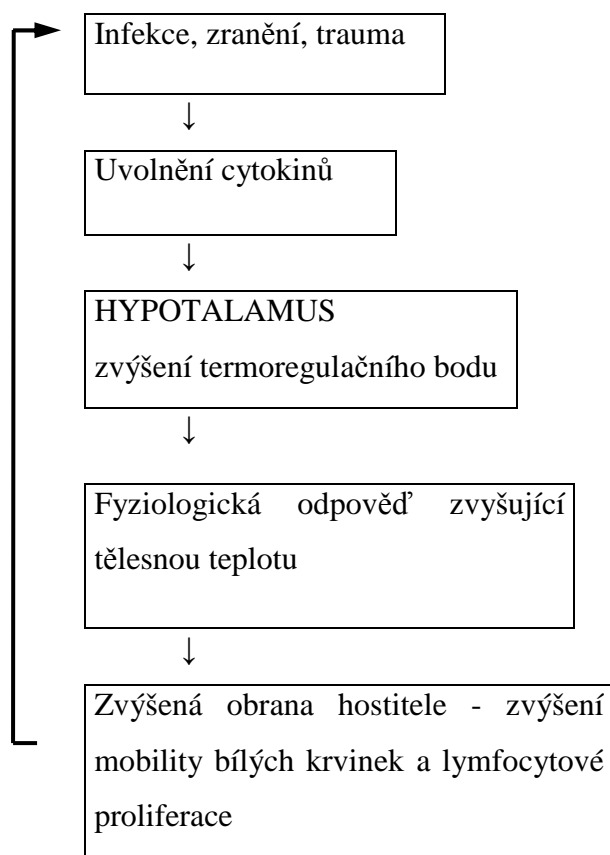 Infekce, zranění, trauma
↓
Uvolnění cytokinů
↓
HYPOTALAMUS
zvýšení termoregulačního bodu
↓
Fyziologická odpověď zvyšující
tělesnou teplotu
↓
Zvýšená obrana hostitele - zvýšení
mobility bílých krvinek a lymfocytové
proliferace